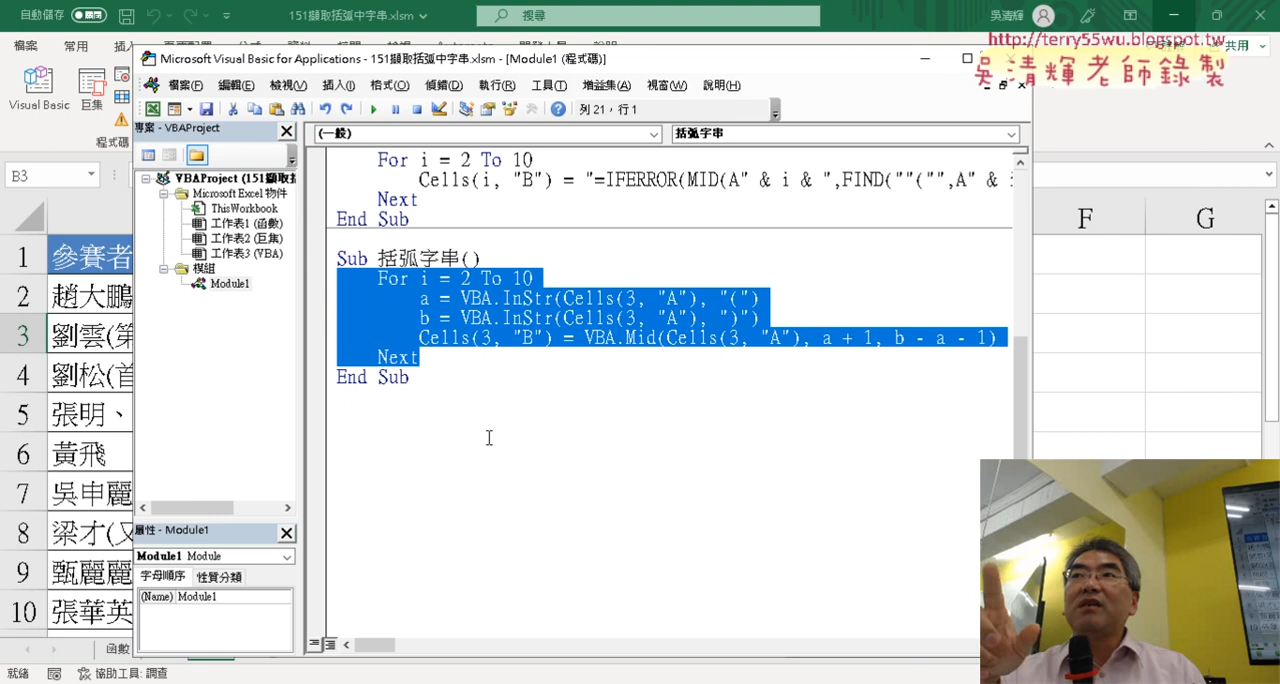 自動儲存
151擷取括弧中字串.xlsm
搜尋
吳清輝
http://terry55wu.blogspot.tw
吳清輝老師錄製
檔案
常用
共用
Visual Basic
巨集
程式碼
Microsoft Visual Basic for Applications - 151擷取括弧中字串.xlsm - [Module1 (程式碼)]
檔案(F) 編輯(E) 檢視(V) 插入(I) 格式(O) 偵錯(D) 執行(R) 工具(T) 增益集(A) 視窗(W) 說明(H)
列 21，行 1
專案 - VBAProject
(一般)
括弧字串
VBAProject (151擷取括
Microsoft Excel 物件
ThisWorkbook
工作表1 (函數)
工作表2 (巨集)
工作表3 (VBA)
模組
Module1
For i = 2 To 10
Cells(i, "B") = "=IFERROR(MID(A" & i & ",FIND(""("",A" &
Next
End Sub
Sub 括弧字串()
For i = 2 To 10
a = VBA.InStr(Cells(3, "A"), "(")
b = VBA.InStr(Cells(3, "A"), ")")
Cells(3, "B") = VBA.Mid(Cells(3, "A"), a + 1, b - a - 1)
Next
End Sub
屬性 - Module1
Module1 Module
字母順序 性質分類
(Name) Module1
B3
F G
1 參賽者
2 趙大鵬
3 劉雲(第
4 劉松(首
5 張明、
6 黃飛
7 吳申麗
8 梁才(又
9 甄麗麗
10 張華英
函數
就緒
協助工具: 調查